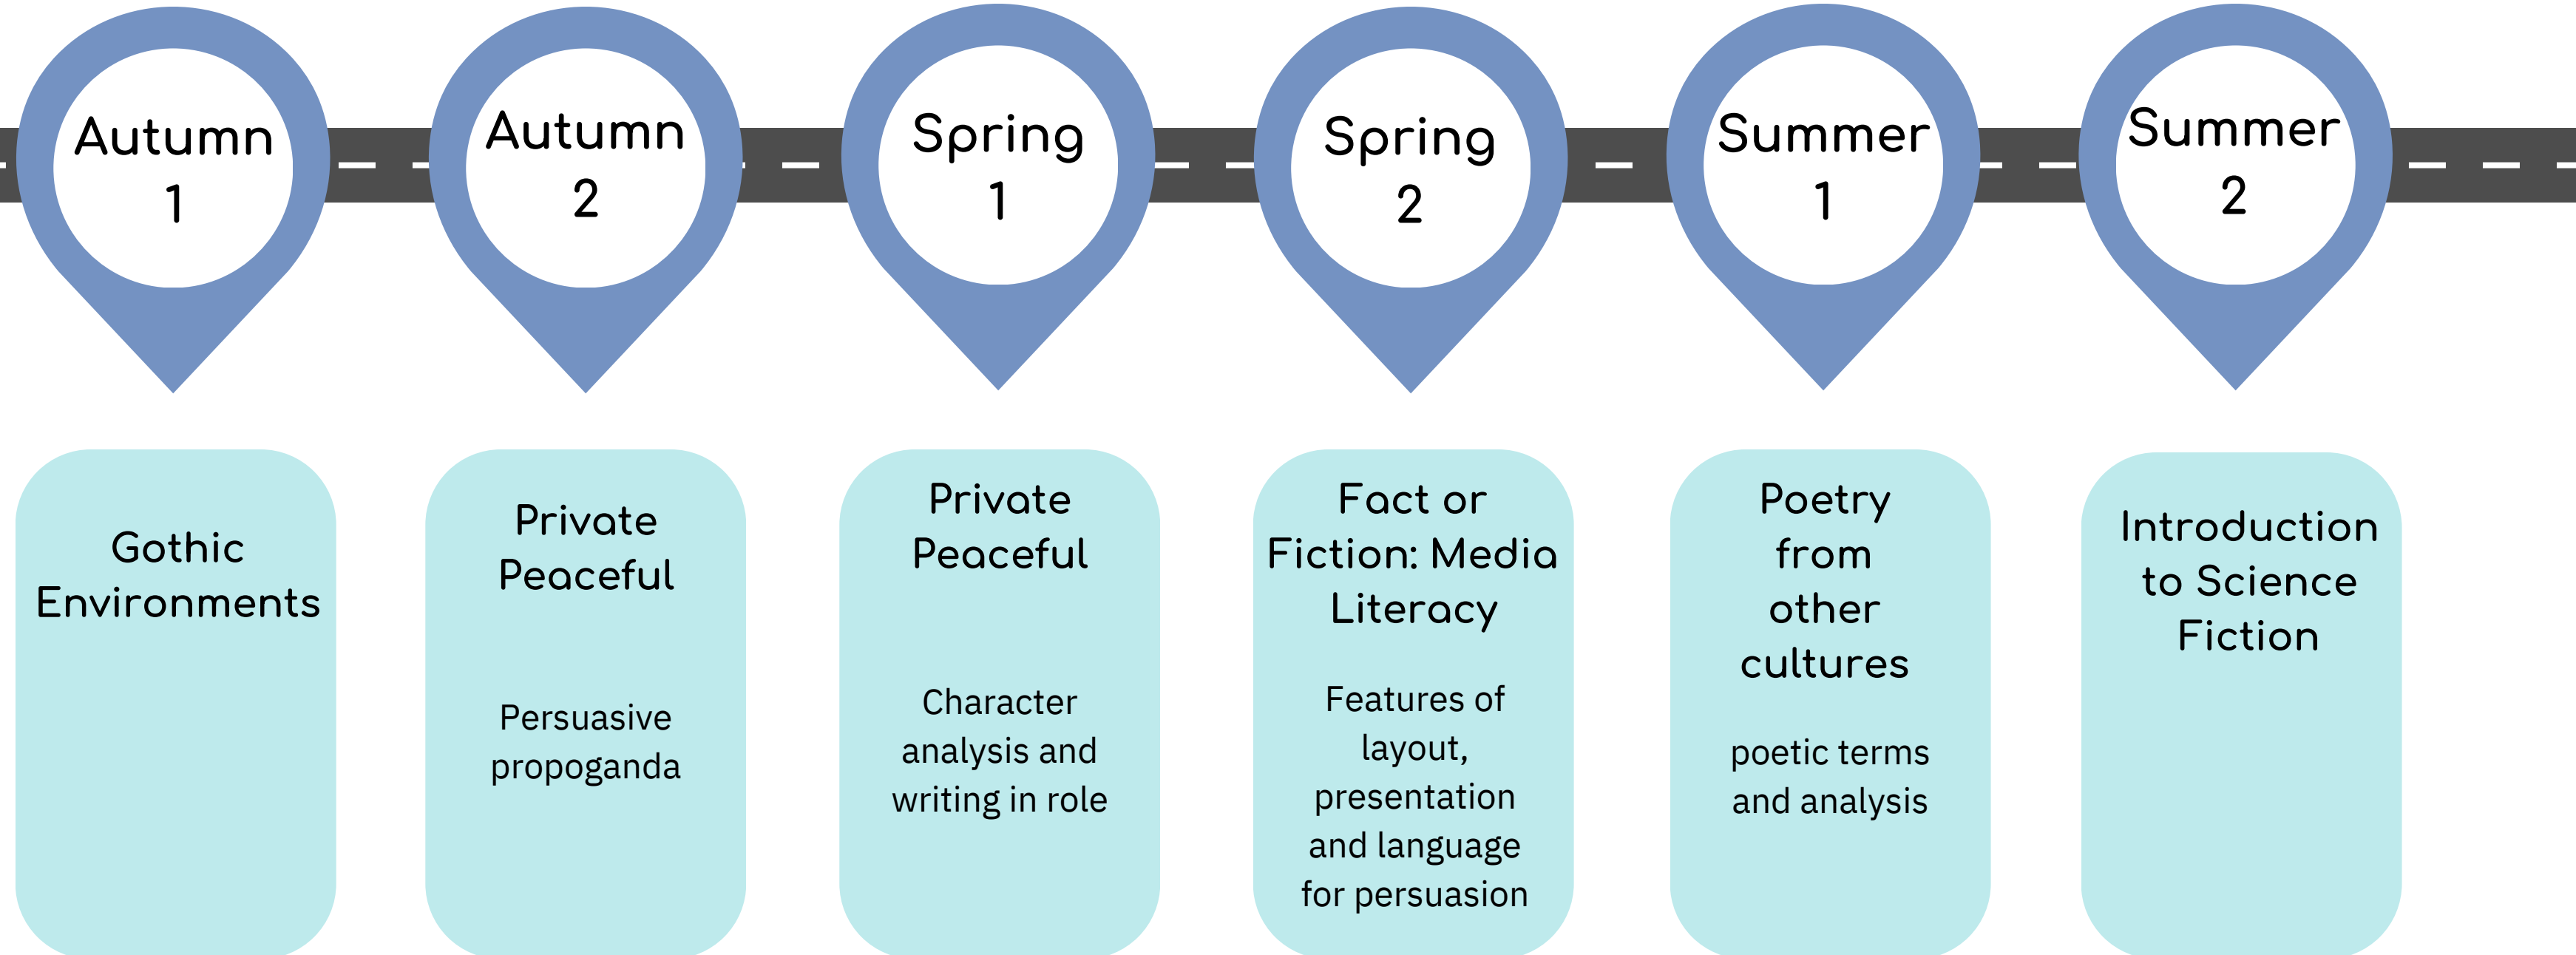 Autumn
1
Autumn
2
Spring
1
Spring
2
Summer
1
Summer
2
Gothic
Environments
Private
Peaceful
Persuasive
propoganda
Private
Peaceful
Character
analysis and
writing in role
Fact or
Fiction: Media
Literacy
Features of
layout,
presentation
and language
for persuasion
Poetry
from
other
cultures
poetic terms
and analysis
Introduction
to Science
Fiction